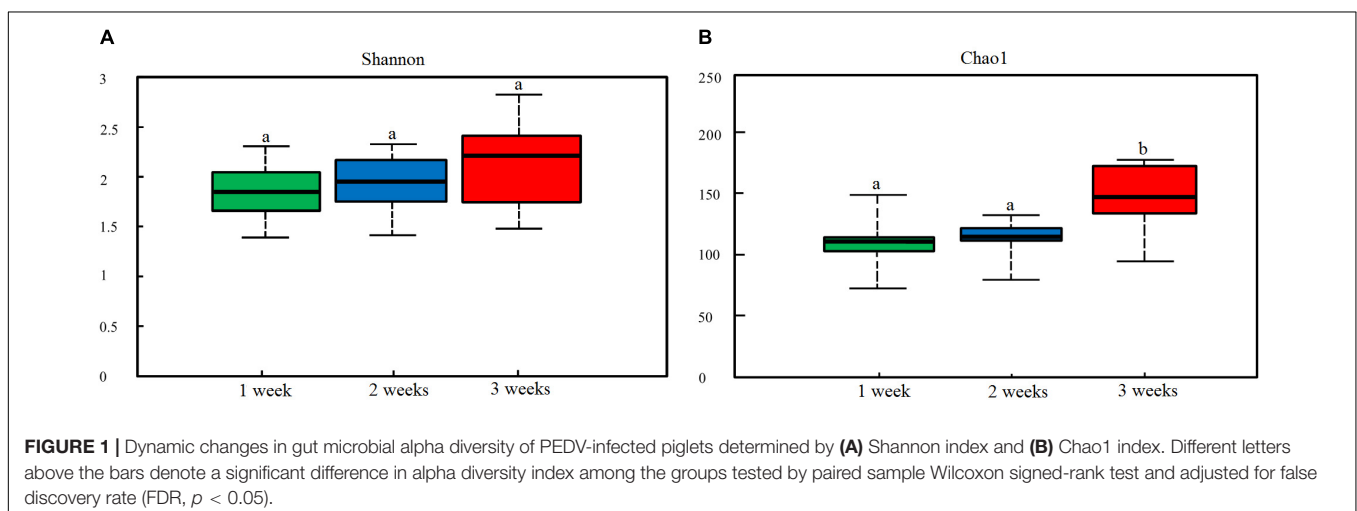 A
Shannon
3
2.5
2
1.5
1
0.5
0
a
a
a
1 week
2 weeks
3 weeks
B
Chao1
250
200
150
100
50
0
a
a
b
1 week
2 weeks
3 weeks
FIGURE 1 | Dynamic changes in gut microbial alpha diversity of PEDV-infected piglets determined by (A) Shannon index and (B) Chao1 index. Different letters
above the bars denote a significant difference in alpha diversity index among the groups tested by paired sample Wilcoxon signed-rank test and adjusted for false
discovery rate (FDR, p < 0.05).